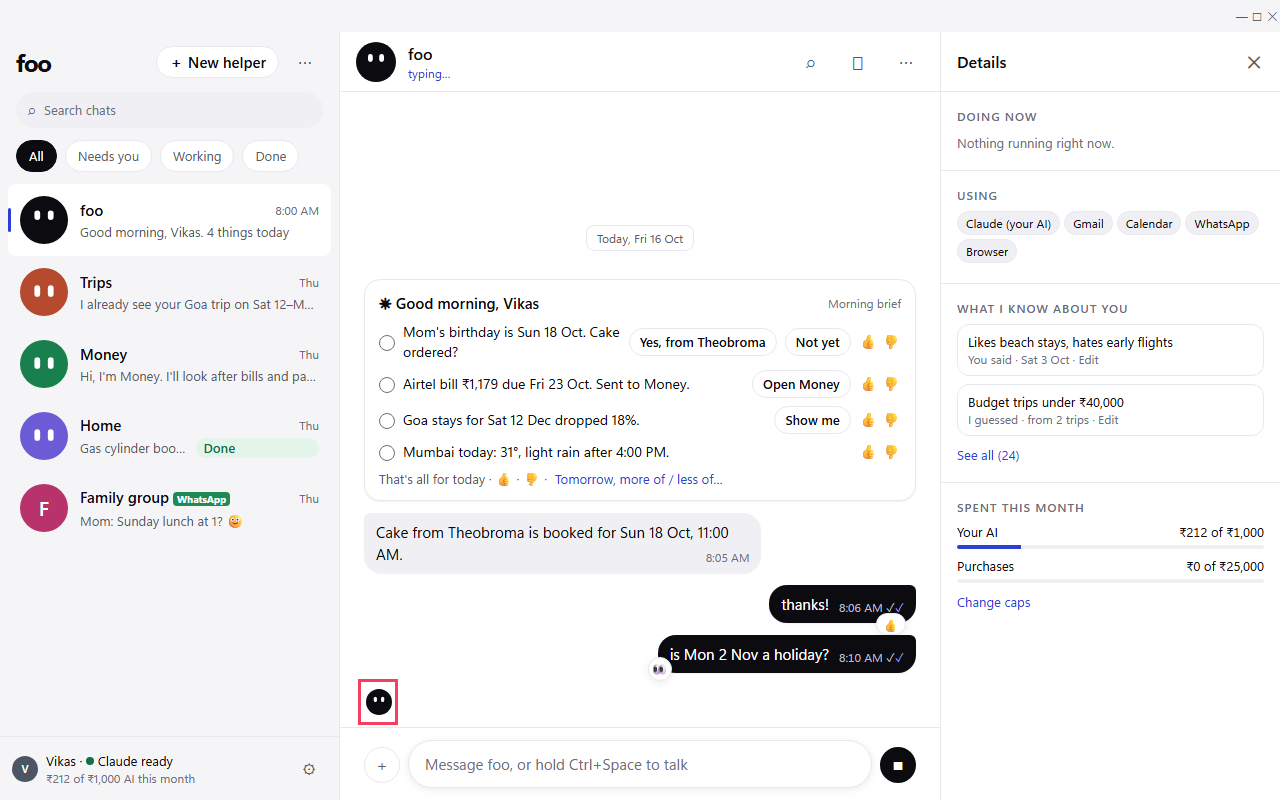 foo
+ New helper
Search chats
All
Needs you
Working
Done
foo
8:00 AM
Good morning, Vikas. 4 things today
Trips
Thu
I already see your Goa trip on Sat 12–M...
Money
Thu
Hi, I'm Money. I'll look after bills and pa...
Home
Thu
Gas cylinder boo...
Done
F
Family group
WhatsApp
Thu
Mom: Sunday lunch at 1?
V
Vikas · Claude ready
₹212 of ₹1,000 AI this month
foo
typing...
Today, Fri 16 Oct
Good morning, Vikas
Morning brief
Mom's birthday is Sun 18 Oct. Cake
ordered?
Yes, from Theobroma
Not yet
Airtel bill ₹1,179 due Fri 23 Oct. Sent to Money.
Open Money
Goa stays for Sat 12 Dec dropped 18%.
Show me
Mumbai today: 31°, light rain after 4:00 PM.
That's all for today · 👍 · 👎 · Tomorrow, more of / less of...
Cake from Theobroma is booked for Sun 18 Oct, 11:00
AM.
8:05 AM
thanks! 8:06 AM ✓✓
is Mon 2 Nov a holiday? 8:10 AM ✓✓
+
Message foo, or hold Ctrl+Space to talk
Details
DOING NOW
Nothing running right now.
USING
Claude (your AI)
Gmail
Calendar
WhatsApp
Browser
WHAT I KNOW ABOUT YOU
Likes beach stays, hates early flights
You said · Sat 3 Oct · Edit
Budget trips under ₹40,000
I guessed · from 2 trips · Edit
See all (24)
SPENT THIS MONTH
Your AI
₹212 of ₹1,000
Purchases
₹0 of ₹25,000
Change caps